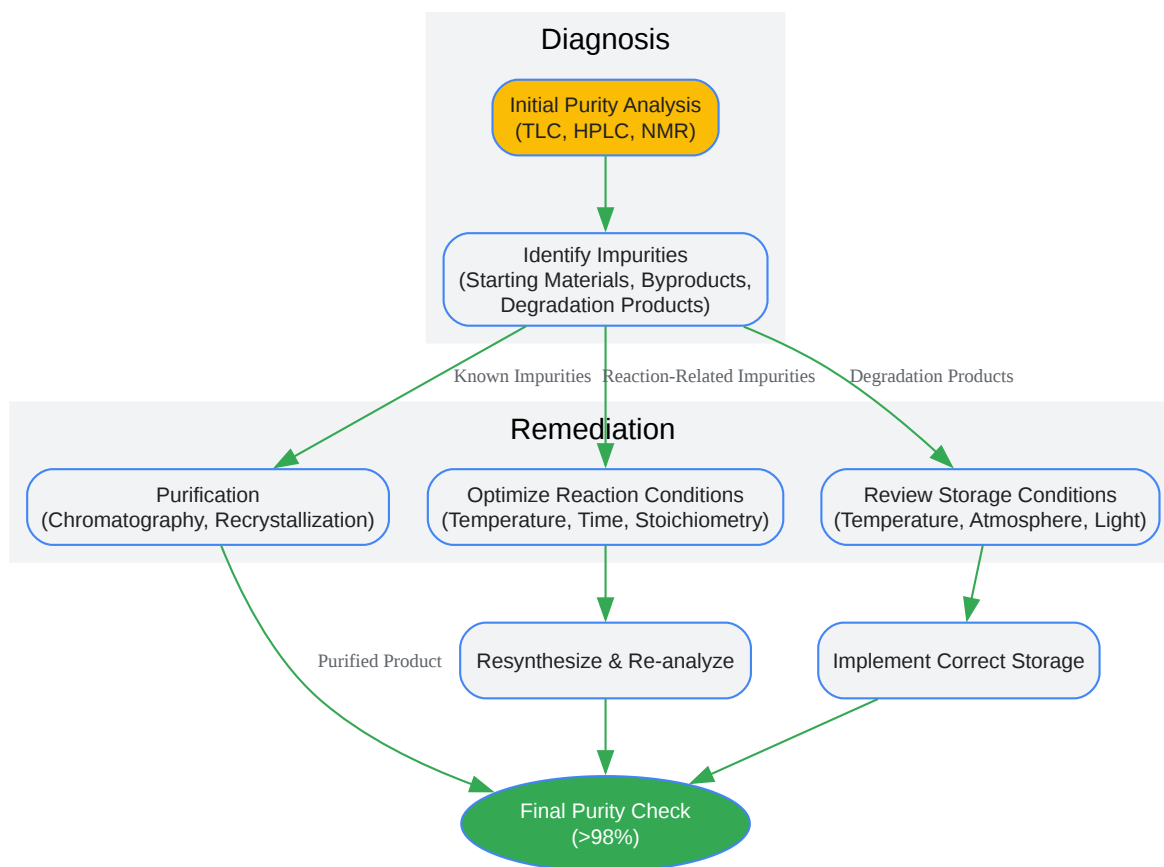 Diagnosis
Initial Purity Analysis
(TLC, HPLC, NMR)
Identify Impurities
(Starting Materials, Byproducts,
Degradation Products)
Known Impurities
Reaction-Related Impurities
Degradation Products
Remediation
Purification
(Chromatography, Recrystallization)
Optimize Reaction Conditions
(Temperature, Time, Stoichiometry)
Review Storage Conditions
(Temperature, Atmosphere, Light)
Purified Product
Resynthesize & Re-analyze
Implement Correct Storage
Final Purity Check
(>98%)